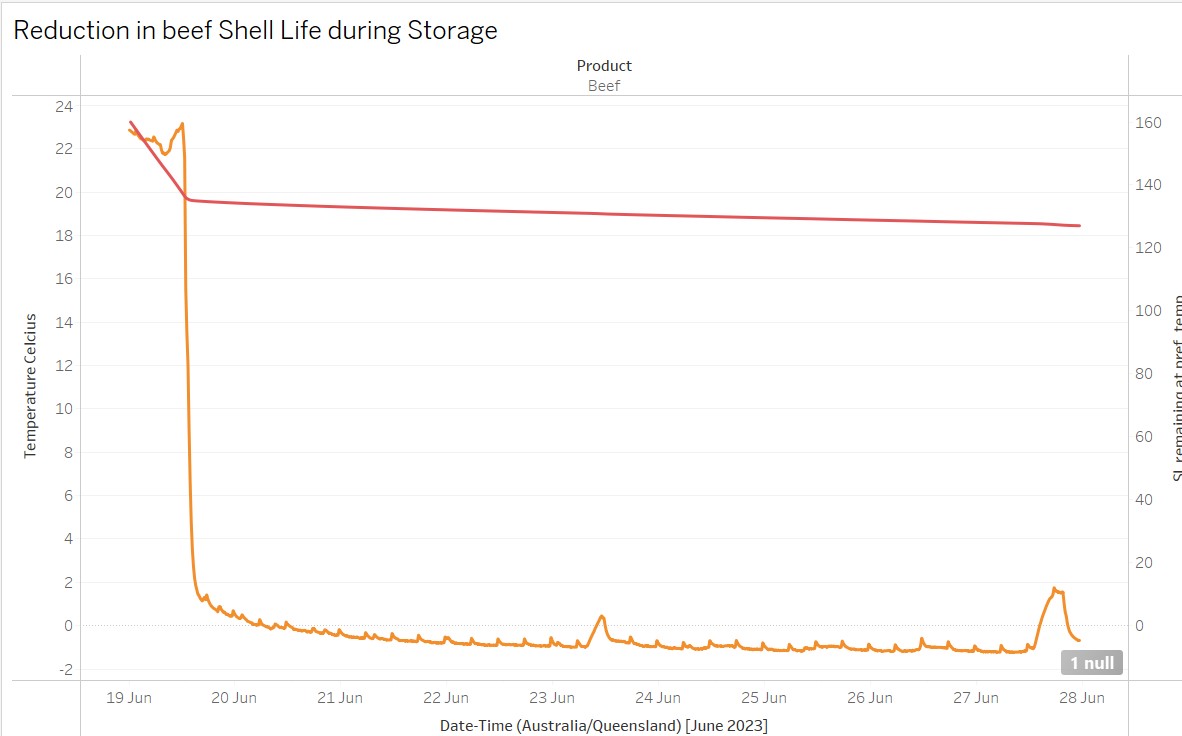 Reduction in beef Shell Life during Storage
Product
Beef
Temperature Celcius
24
22
20
18
16
14
12
10
8
6
4
2
0
-2
160
140
120
100
80
60
40
20
0
SL remaining at pref. temp
1 null
19 Jun 20 Jun 21 Jun 22 Jun 23 Jun 24 Jun 25 Jun 26 Jun 27 Jun 28 Jun
Date-Time (Australia/Queensland) [June 2023]